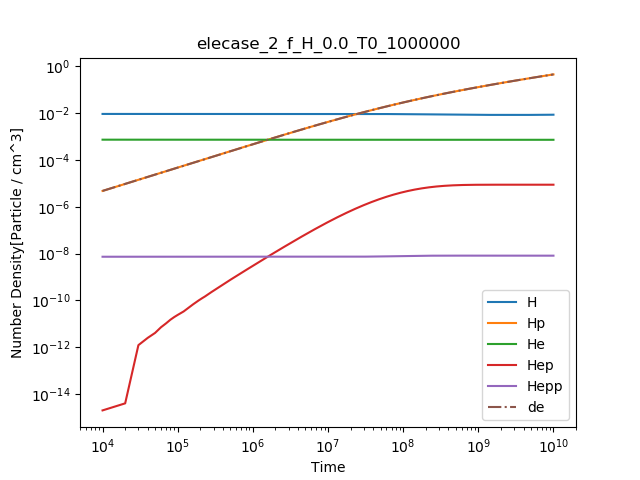 elecase_2_f_H_0.0_T0_1000000
Number Density[Particle / cm^3]
10^0
10^-2
10^-4
10^-6
10^-8
10^-10
10^-12
10^-14
H
Hp
He
Hep
Hepp
de
10^4 10^5 10^6 10^7 10^8 10^9 10^10
Time